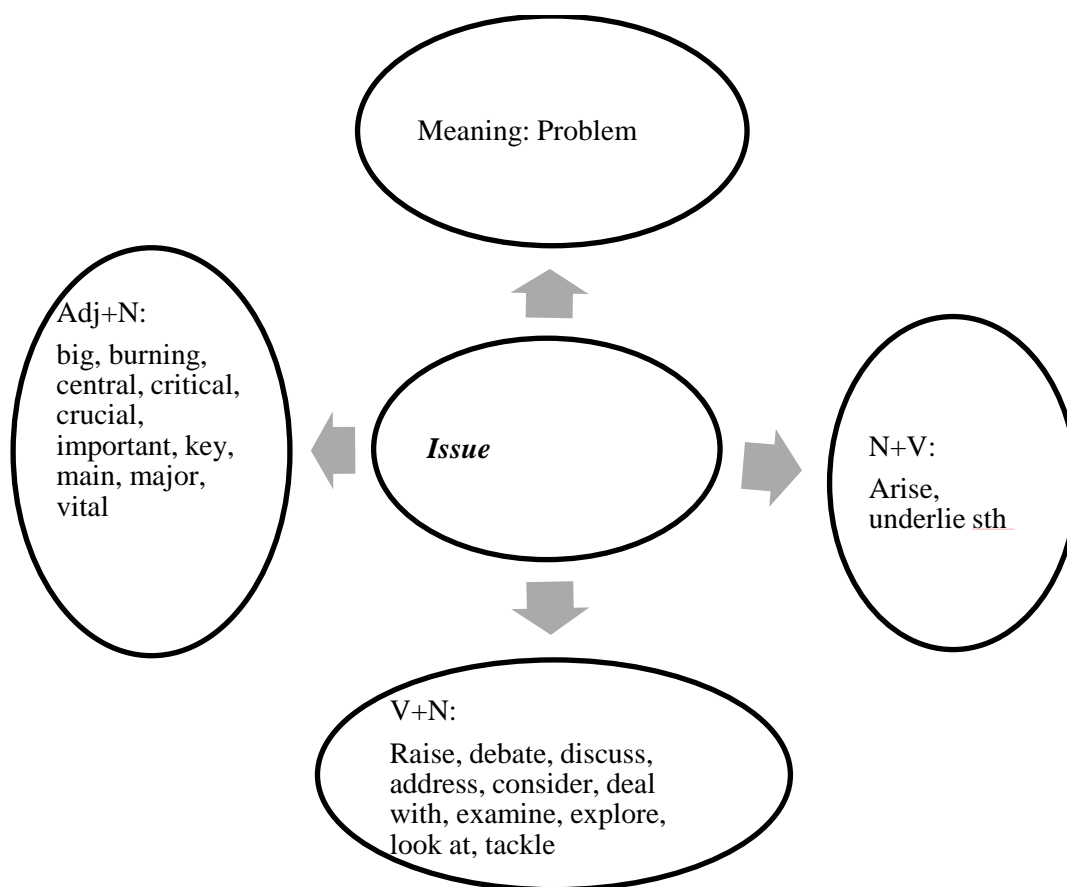 Meaning: Problem
Adj+N:
big, burning,
central, critical,
crucial,
important, key,
main, major,
vital
Issue
N+V:
Arise,
underlie sth
V+N:
Raise, debate, discuss,
address, consider, deal
with, examine, explore,
look at, tackle